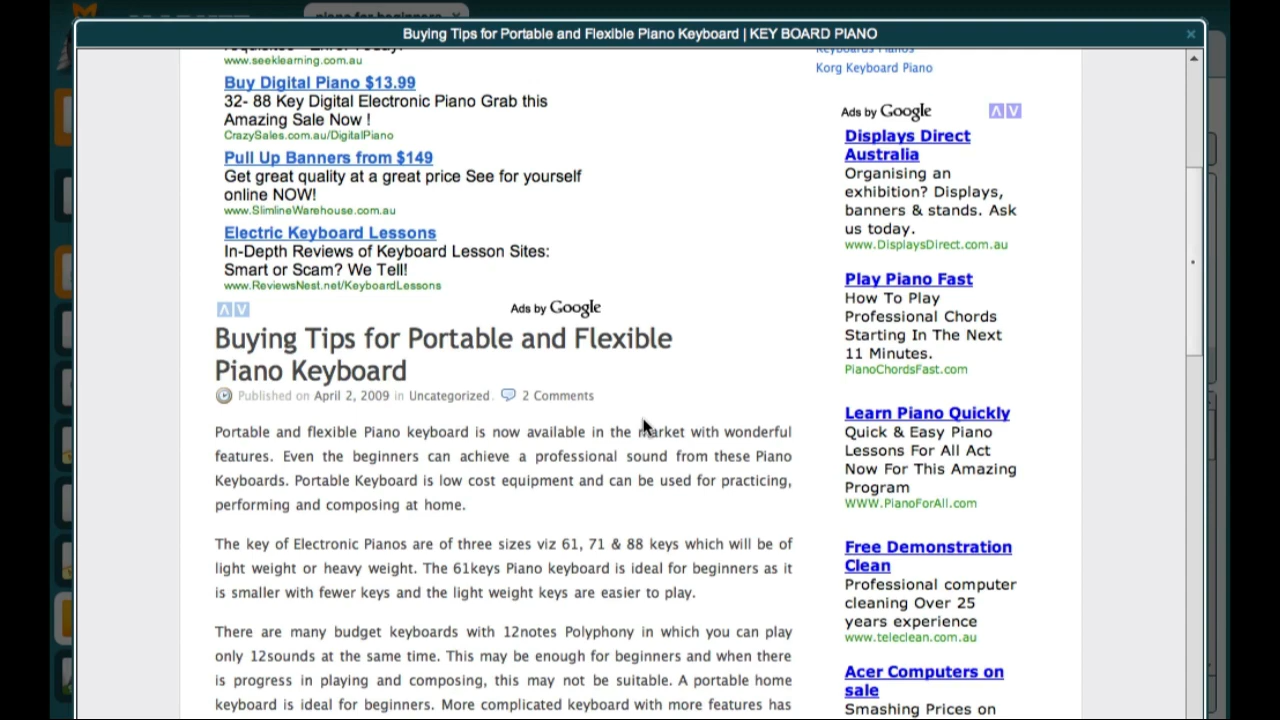 Buying Tips for Portable and Flexible Piano Keyboard | KEY BOARD PIANO
www.seeklearning.com.au
Buy Digital Piano $13.99
32- 88 Key Digital Electronic Piano Grab this
Amazing Sale Now !
CrazySales.com.au/DigitalPiano
Pull Up Banners from $149
Get great quality at a great price See for yourself
online NOW!
www.SlimlineWarehouse.com.au
Electric Keyboard Lessons
In-Depth Reviews of Keyboard Lesson Sites:
Smart or Scam? We Tell!
www.ReviewsNest.net/KeyboardLessons
Ads by Google
Buying Tips for Portable and Flexible
Piano Keyboard
Published on April 2, 2009 in Uncategorized. 2 Comments
Portable and flexible Piano keyboard is now available in the market with wonderful
features. Even the beginners can achieve a professional sound from these Piano
Keyboards. Portable Keyboard is low cost equipment and can be used for practicing,
performing and composing at home.
The key of Electronic Pianos are of three sizes viz 61, 71 & 88 keys which will be of
light weight or heavy weight. The 61keys Piano keyboard is ideal for beginners as it
is smaller with fewer keys and the light weight keys are easier to play.
There are many budget keyboards with 12notes Polyphony in which you can play
only 12sounds at the same time. This may be enough for beginners and when there
is progress in playing and composing, this may not be suitable. A portable home
keyboard is ideal for beginners. More complicated keyboard with more features has
Keyboards Pianos
Korg Keyboard Piano
Ads by Google
Displays Direct
Australia
Organising an
exhibition? Displays,
banners & stands. Ask
us today.
www.DisplaysDirect.com.au
Play Piano Fast
How To Play
Professional Chords
Starting In The Next
11 Minutes.
PianoChordsFast.com
Learn Piano Quickly
Quick & Easy Piano
Lessons For All Act
Now For This Amazing
Program
WWW.PianoForAll.com
Free Demonstration
Clean
Professional computer
cleaning Over 25
years experience
www.teleclean.com.au
Acer Computers on
sale
Smashing Prices on